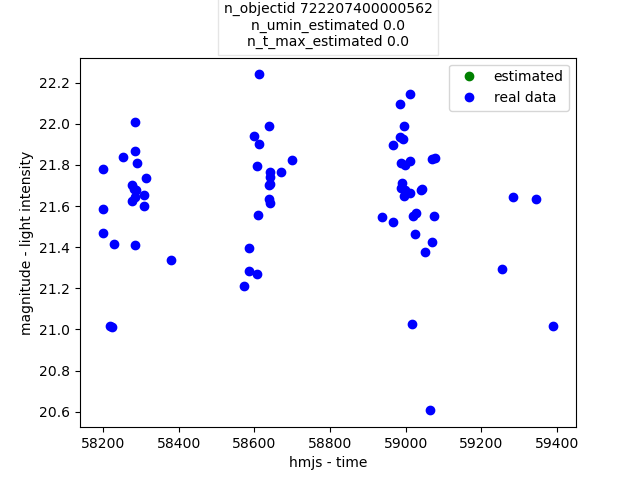 n_objectid 722207400000562
n_umin_estimated 0.0
n_t_max_estimated 0.0
estimated
real data
22.2
22.0
21.8
21.6
21.4
21.2
21.0
20.8
20.6
magnitude - light intensity
58200 58400 58600 58800 59000 59200 59400
hmjs - time